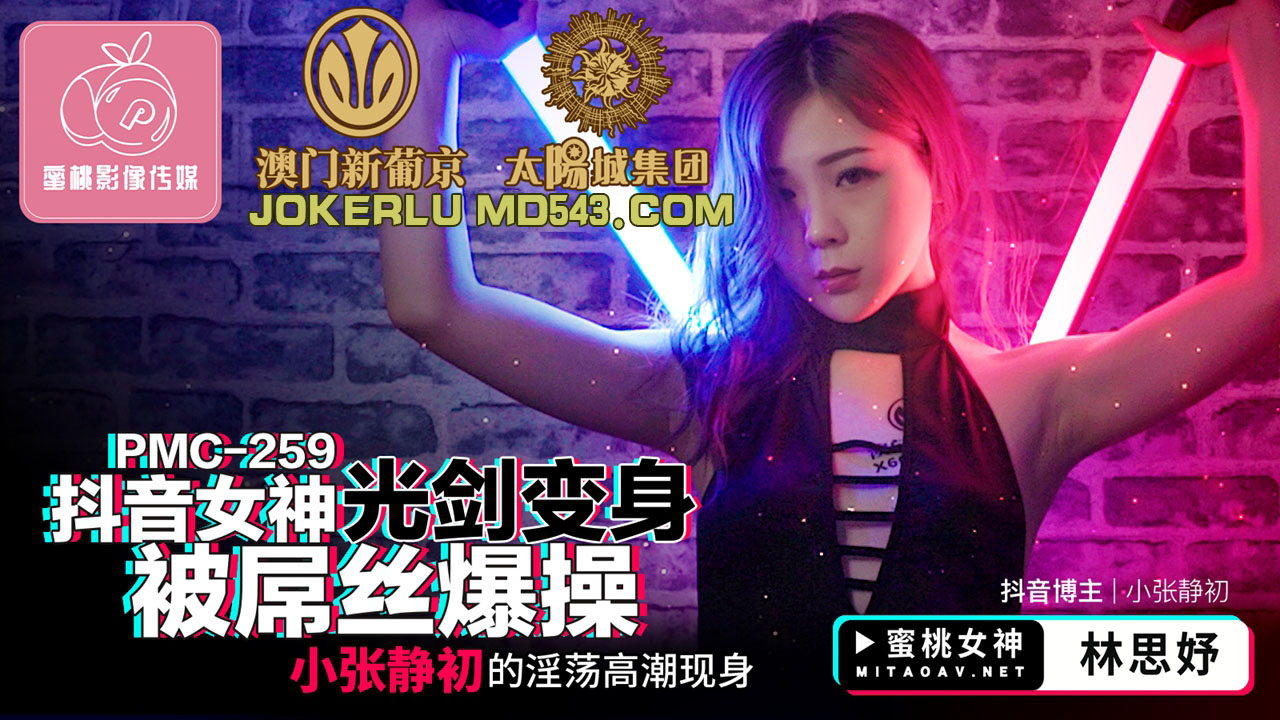 蜜桃影像传媒
澳门新葡京 太陽城集团
JOKERLU MD543.COM
PMC-259
抖音女神光剑变身
被屌丝爆操
小张静初的淫荡高潮现身
抖音博主 | 小张静初
蜜桃女神
MITAOAV.NET
林思妤